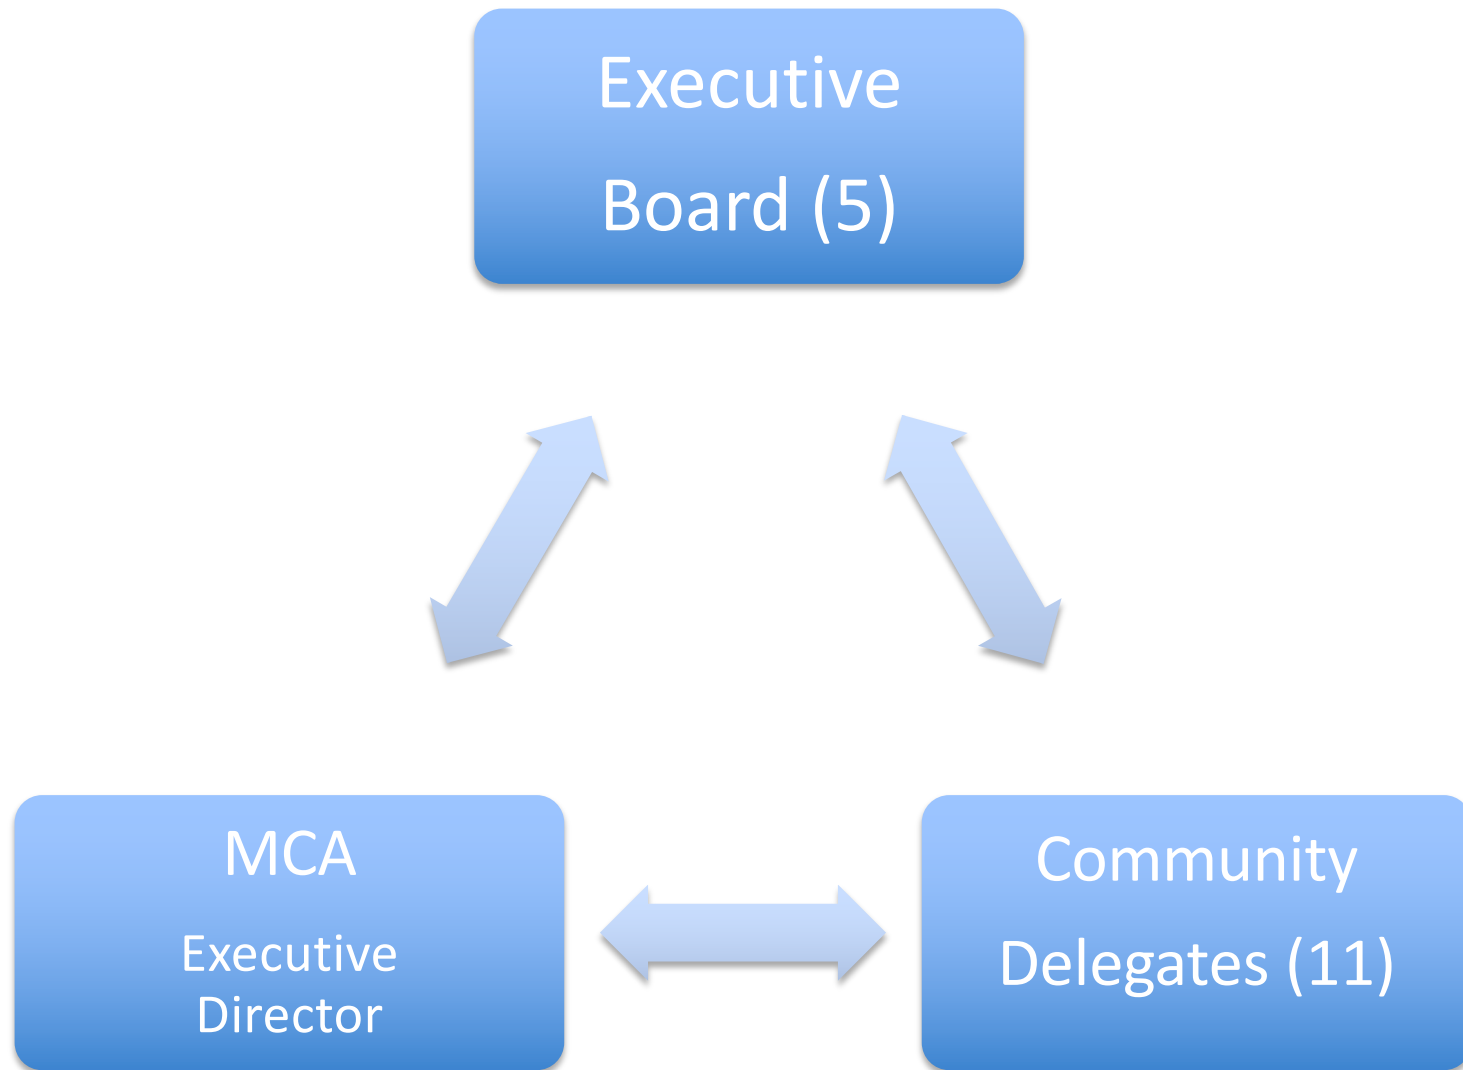 Executive
Board (5)
MCA
Executive
Director
Community
Delegates (11)